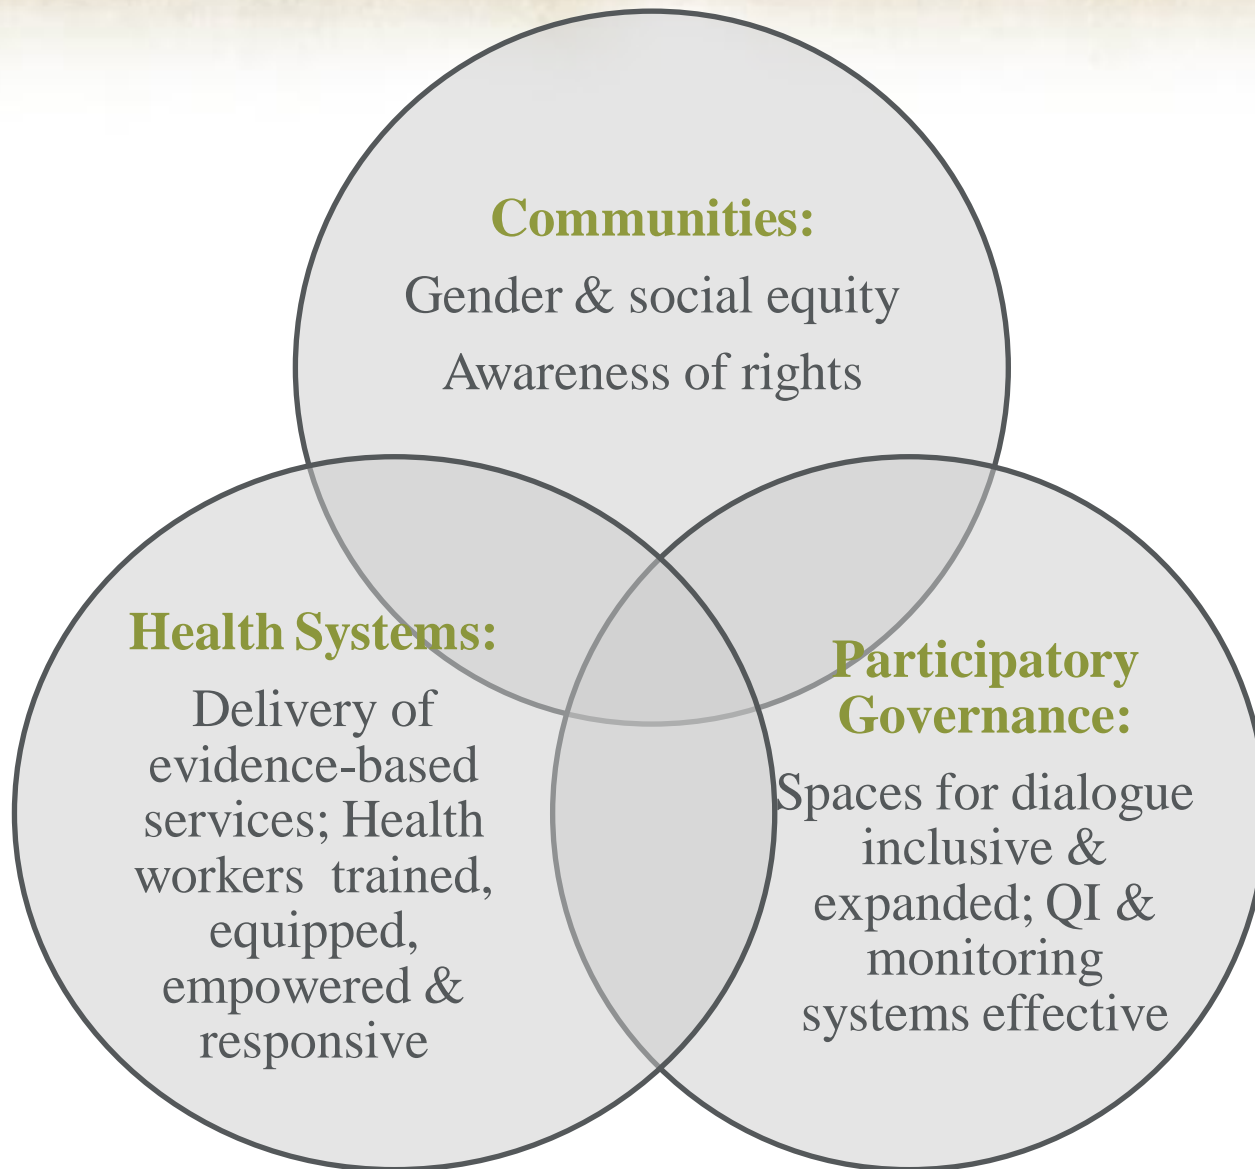 Communities:
Gender & social equity
Awareness of rights
Health Systems:
Delivery of
evidence-based
services; Health
workers  trained,
equipped,
empowered &
responsive
Participatory
Governance:
Spaces for dialogue
inclusive &
expanded; QI &
monitoring
systems effective